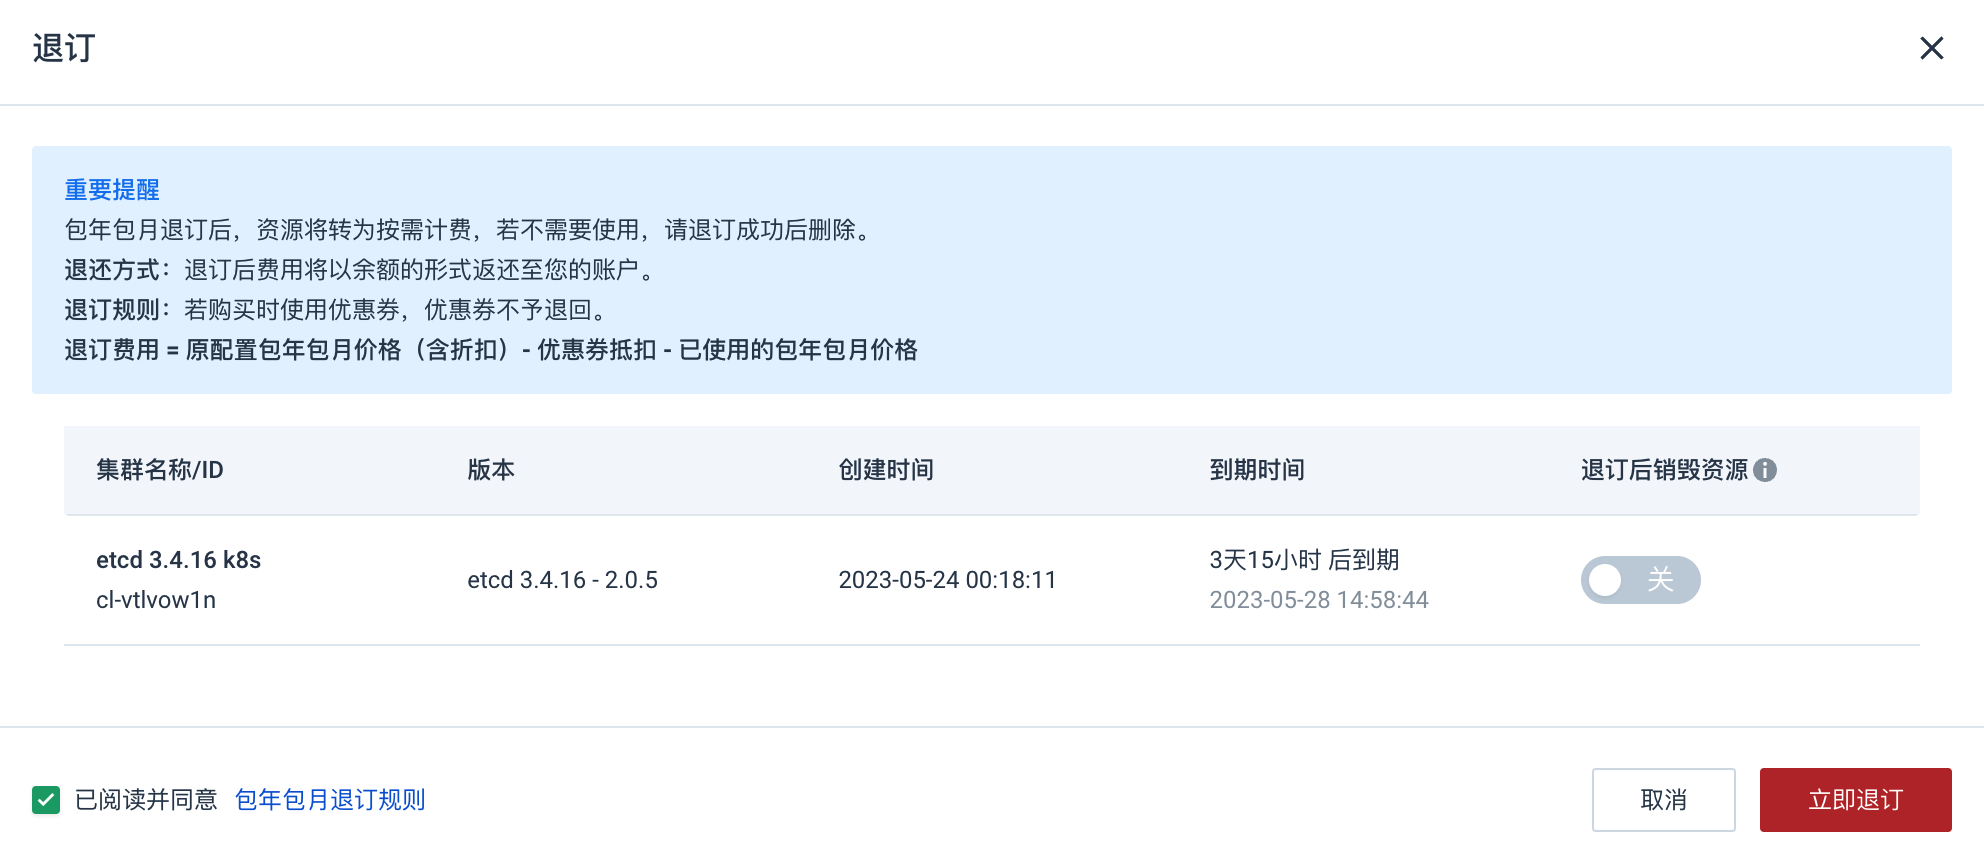 退订
重要提醒
包年包月退订后，资源将转为按需计费，若不需要使用，请退订成功后删除。
退还方式：退订后费用将以余额的形式返还至您的账户。
退订规则：若购买时使用优惠券，优惠券不予退回。
退订费用 = 原配置包年包月价格（含折扣）- 优惠券抵扣 - 已使用的包年包月价格
集群名称/ID 版本 创建时间 到期时间 退订后销毁资源
etcd 3.4.16 k8s
cl-vtlvow1n
etcd 3.4.16 - 2.0.5
2023-05-24 00:18:11
3天15小时 后到期
2023-05-28 14:58:44
关
已阅读并同意 包年包月退订规则
取消
立即退订